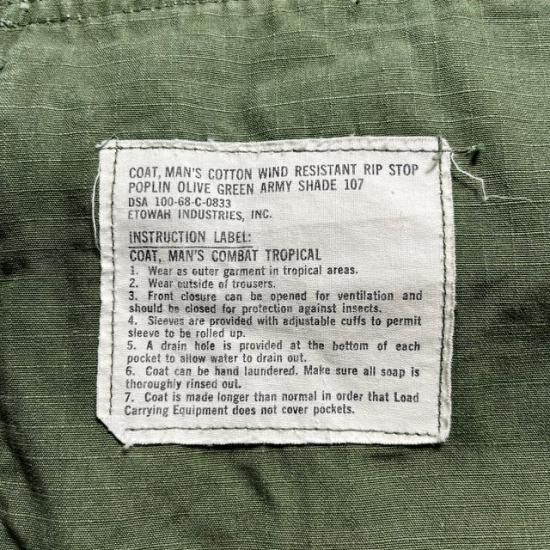 COAT, MAN'S COTTON WIND RESISTANT RIP STOP
POPLIN OLIVE GREEN ARMY SHADE 107
DSA 100-68-C-0833
ETOWAH INDUSTRIES, INC.
INSTRUCTION LABEL:
COAT, MAN'S COMBAT TROPICAL
1. Wear as outer garment in tropical areas.
2. Wear outside of trousers.
3. Front closure can be opened for ventilation and
should be closed for protection against insects.
4. Sleeves are provided with adjustable cuffs to permit
sleeve to be rolled up.
5. A drain hole is provided at the bottom of each
pocket to allow water to drain out.
6. Coat can be hand laundered. Make sure all soap is
thoroughly rinsed out.
7. Coat is made longer than normal in order that Load
Carrying Equipment does not cover pockets.